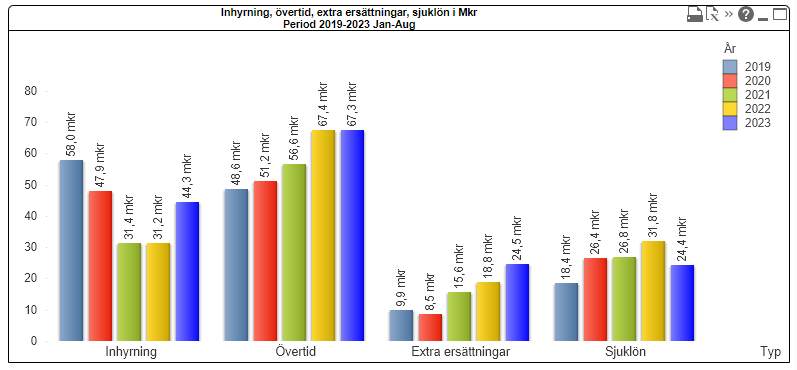 Inhyrning, övertid, extra ersättningar, sjuklön i Mkr
Period 2019-2023 Jan-Aug
» ?
År
2019
2020
2021
2022
2023
80
70
60
50
40
30
20
10
0
58,0 mkr
47,9 mkr
31,4 mkr
31,2 mkr
44,3 mkr
48,6 mkr
51,2 mkr
56,6 mkr
67,4 mkr
67,3 mkr
9,9 mkr
8,5 mkr
15,6 mkr
18,8 mkr
24,5 mkr
18,4 mkr
26,4 mkr
26,8 mkr
31,8 mkr
24,4 mkr
Inhyrning Övertid Extra ersättningar Sjuklön Typ